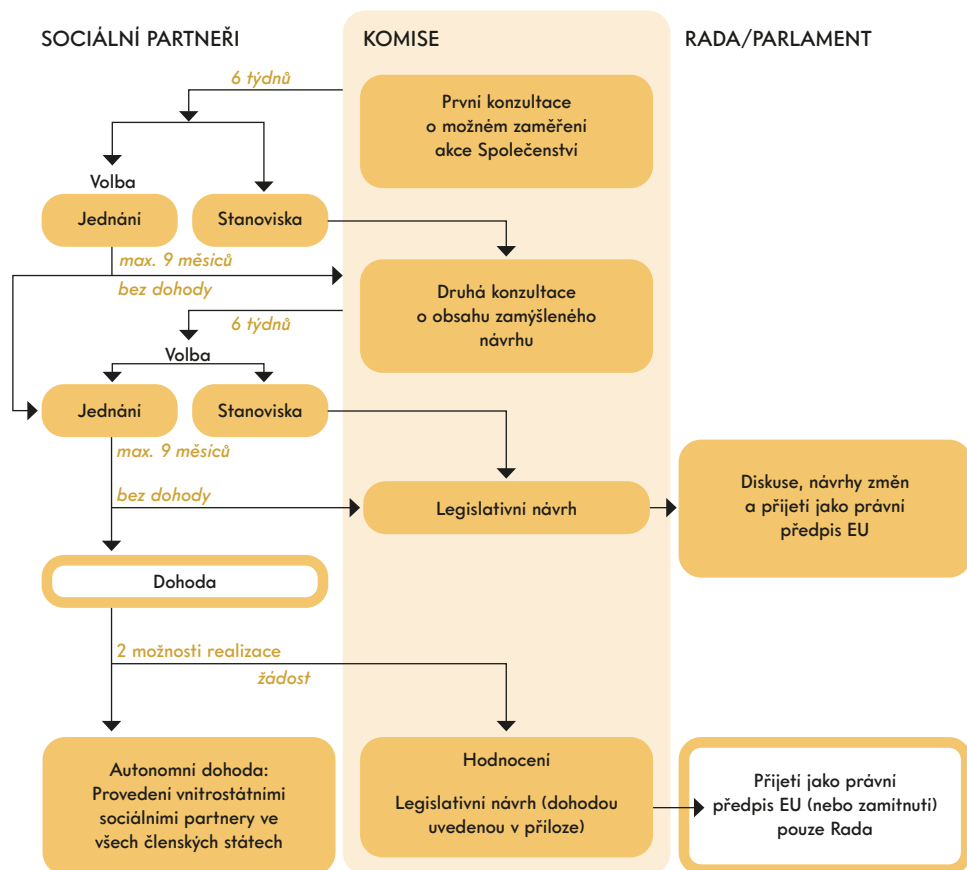 SOCIÁLNÍ PARTNEŘI
KOMISE
RADA/PARLAMENT
6 týdnů
První konzultace
o možném zaměření
akce Společenství
Volba
Jednání
Stanoviska
max. 9 měsíců
bez dohody
Druhá konzultace
o obsahu zamýšleného
návrhu
6 týdnů
Volba
Jednání
Stanoviska
max. 9 měsíců
bez dohody
Legislativní návrh
Diskuse, návrhy změn
a přijetí jako právní
předpis EU
Dohoda
2 možnosti realizace
žádost
Autonomní dohoda:
Provedení vnitrostátními
sociálními partnery ve
všech členských státech
Hodnocení
Legislativní návrh (dohodou
uvedenou v příloze)
Přijetí jako právní
předpis EU (nebo zamítnutí)
pouze Rada